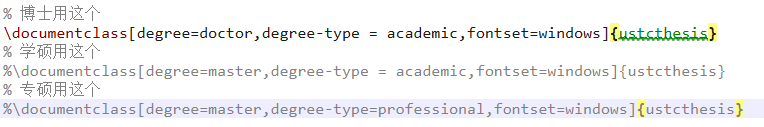 % 博士用这个
\documentclass[degree=doctor,degree-type = academic,fontset=windows]{ustcthesis}
% 学硕用这个
%\documentclass[degree=master,degree-type = academic,fontset=windows]{ustcthesis}
% 专硕用这个
%\documentclass[degree=master,degree-type=professional,fontset=windows]{ustcthesis}